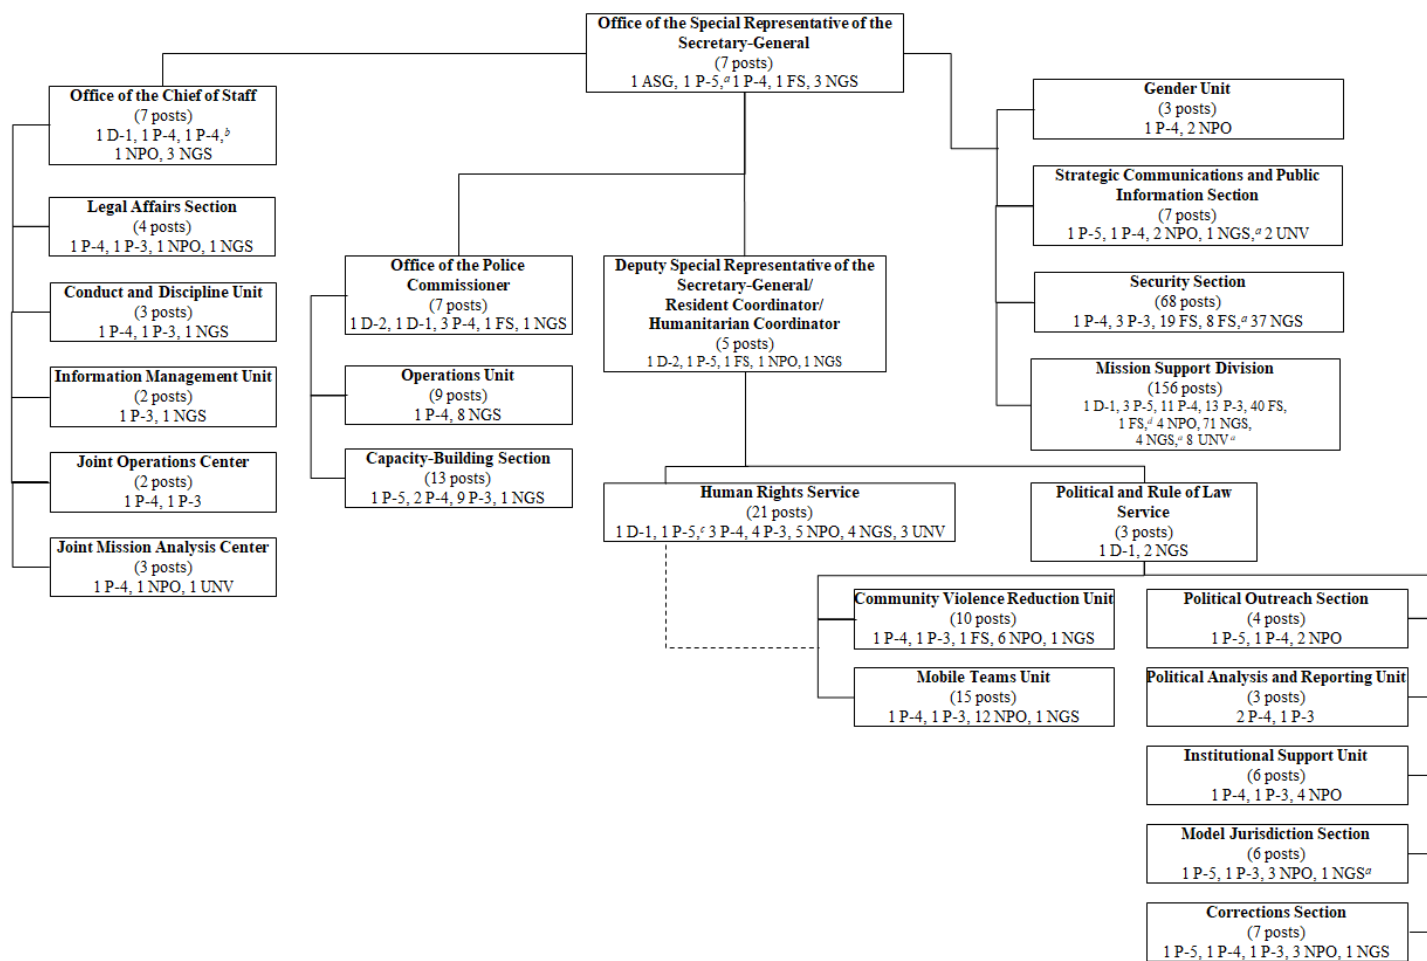 Office of the Special Representative of the
Secretary-General
(7 posts)
1 ASG, 1 P-5,ᵃ 1 P-4, 1 FS, 3 NGS
Office of the Chief of Staff
(7 posts)
1 D-1, 1 P-4, 1 P-4,ᵇ
1 NPO, 3 NGS
Legal Affairs Section
(4 posts)
1 P-4, 1 P-3, 1 NPO, 1 NGS
Conduct and Discipline Unit
(3 posts)
1 P-4, 1 P-3, 1 NGS
Information Management Unit
(2 posts)
1 P-3, 1 NGS
Joint Operations Center
(2 posts)
1 P-4, 1 P-3
Joint Mission Analysis Center
(3 posts)
1 P-4, 1 NPO, 1 UNV
Office of the Police
Commissioner
(7 posts)
1 D-2, 1 D-1, 3 P-4, 1 FS, 1 NGS
Operations Unit
(9 posts)
1 P-4, 8 NGS
Capacity-Building Section
(13 posts)
1 P-5, 2 P-4, 9 P-3, 1 NGS
Deputy Special Representative of the
Secretary-General/
Resident Coordinator/
Humanitarian Coordinator
(5 posts)
1 D-2, 1 P-5, 1 FS, 1 NPO, 1 NGS
Gender Unit
(3 posts)
1 P-4, 2 NPO
Strategic Communications and Public
Information Section
(7 posts)
1 P-5, 1 P-4, 2 NPO, 1 NGS,ᵃ 2 UNV
Security Section
(68 posts)
1 P-4, 3 P-3, 19 FS, 8 FS,ᵃ 37 NGS
Mission Support Division
(156 posts)
1 D-1, 3 P-5, 11 P-4, 13 P-3, 40 FS,
1 FS,ᵈ 4 NPO, 71 NGS,
4 NGS,ᵃ 8 UNV ᵃ
Human Rights Service
(21 posts)
1 D-1, 1 P-5,ᶜ 3 P-4, 4 P-3, 5 NPO, 4 NGS, 3 UNV
Political and Rule of Law
Service
(3 posts)
1 D-1, 2 NGS
Community Violence Reduction Unit
(10 posts)
1 P-4, 1 P-3, 1 FS, 6 NPO, 1 NGS
Mobile Teams Unit
(15 posts)
1 P-4, 1 P-3, 12 NPO, 1 NGS
Political Outreach Section
(4 posts)
1 P-5, 1 P-4, 2 NPO
Political Analysis and Reporting Unit
(3 posts)
2 P-4, 1 P-3
Institutional Support Unit
(6 posts)
1 P-4, 1 P-3, 4 NPO
Model Jurisdiction Section
(6 posts)
1 P-5, 1 P-3, 3 NPO, 1 NGSᵃ
Corrections Section
(7 posts)
1 P-5, 1 P-4, 1 P-3, 3 NPO, 1 NGS